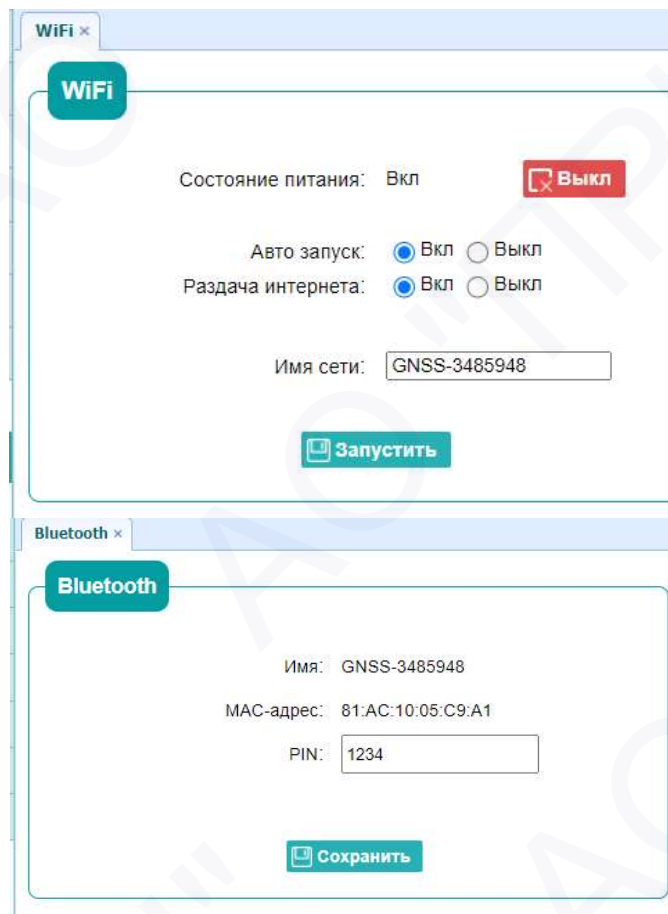 WiFi ×
WiFi
Состояние питания: Вкл Выкл
Авто запуск: Вкл Выкл
Раздача интернета: Вкл Выкл
Имя сети: GNSS-3485948
Запустить
Bluetooth ×
Bluetooth
Имя: GNSS-3485948
MAC-адрес: 81:AC:10:05:C9:A1
PIN: 1234
Сохранить